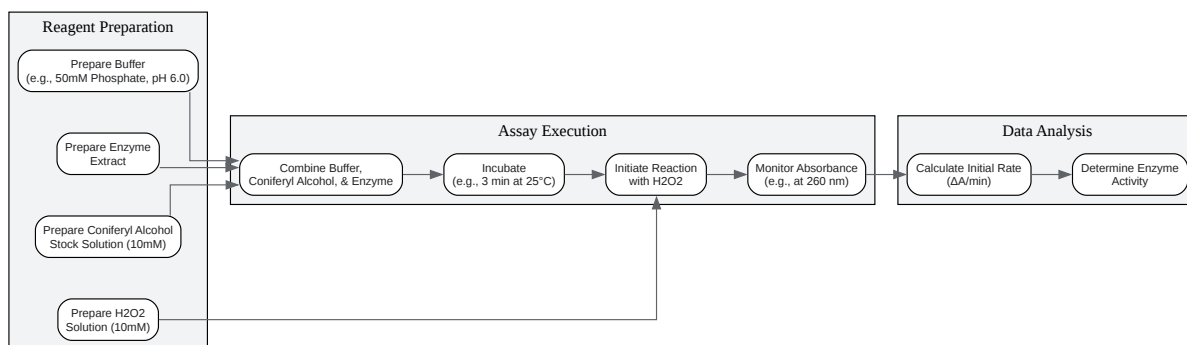 Reagent Preparation
Prepare Buffer
(e.g., 50mM Phosphate, pH 6.0)
Prepare Enzyme
Extract
Prepare Coniferyl Alcohol
Stock Solution (10mM)
Prepare H2O2
Solution (10mM)
Assay Execution
Combine Buffer,
Coniferyl Alcohol, & Enzyme
Incubate
(e.g., 3 min at 25°C)
Initiate Reaction
with H2O2
Monitor Absorbance
(e.g., at 260 nm)
Data Analysis
Calculate Initial Rate
(ΔA/min)
Determine Enzyme
Activity